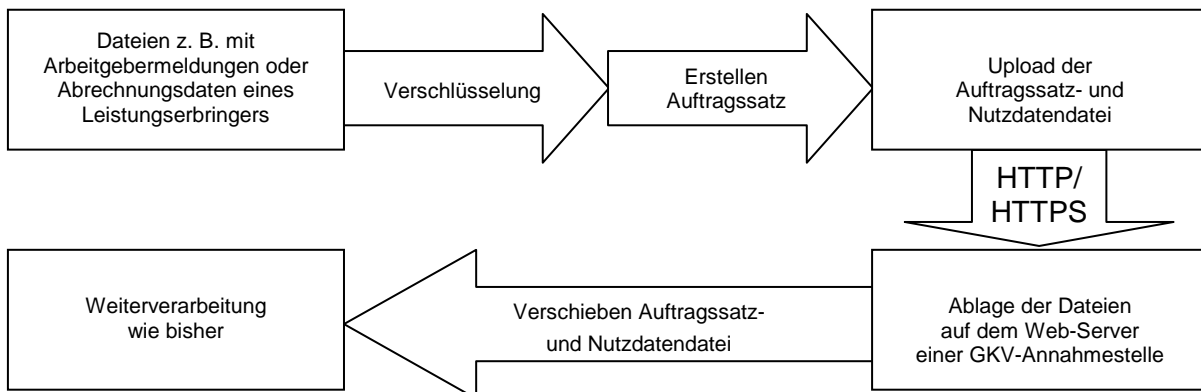 Dateien z. B. mit
Arbeitgebermeldungen oder
Abrechnungsdaten eines
Leistungserbringers
Verschlüsselung
Erstellen
Auftragssatz
Upload der
Auftragssatz- und
Nutzdatendatei
HTTP/
HTTPS
Ablage der Dateien
auf dem Web-Server
einer GKV-Annahmestelle
Verschieben Auftragssatz-
und Nutzdatendatei
Weiterverarbeitung
wie bisher